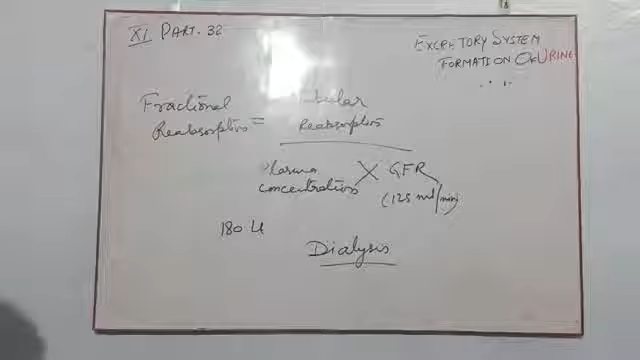 XI PART. 32
EXCRETORY SYSTEM
FORMATION OF URINE
Fractional Reabsorption = Tubular Reabsorption
Plasma concentration X GFR
(125 ml/min)
180 L
Dialysis